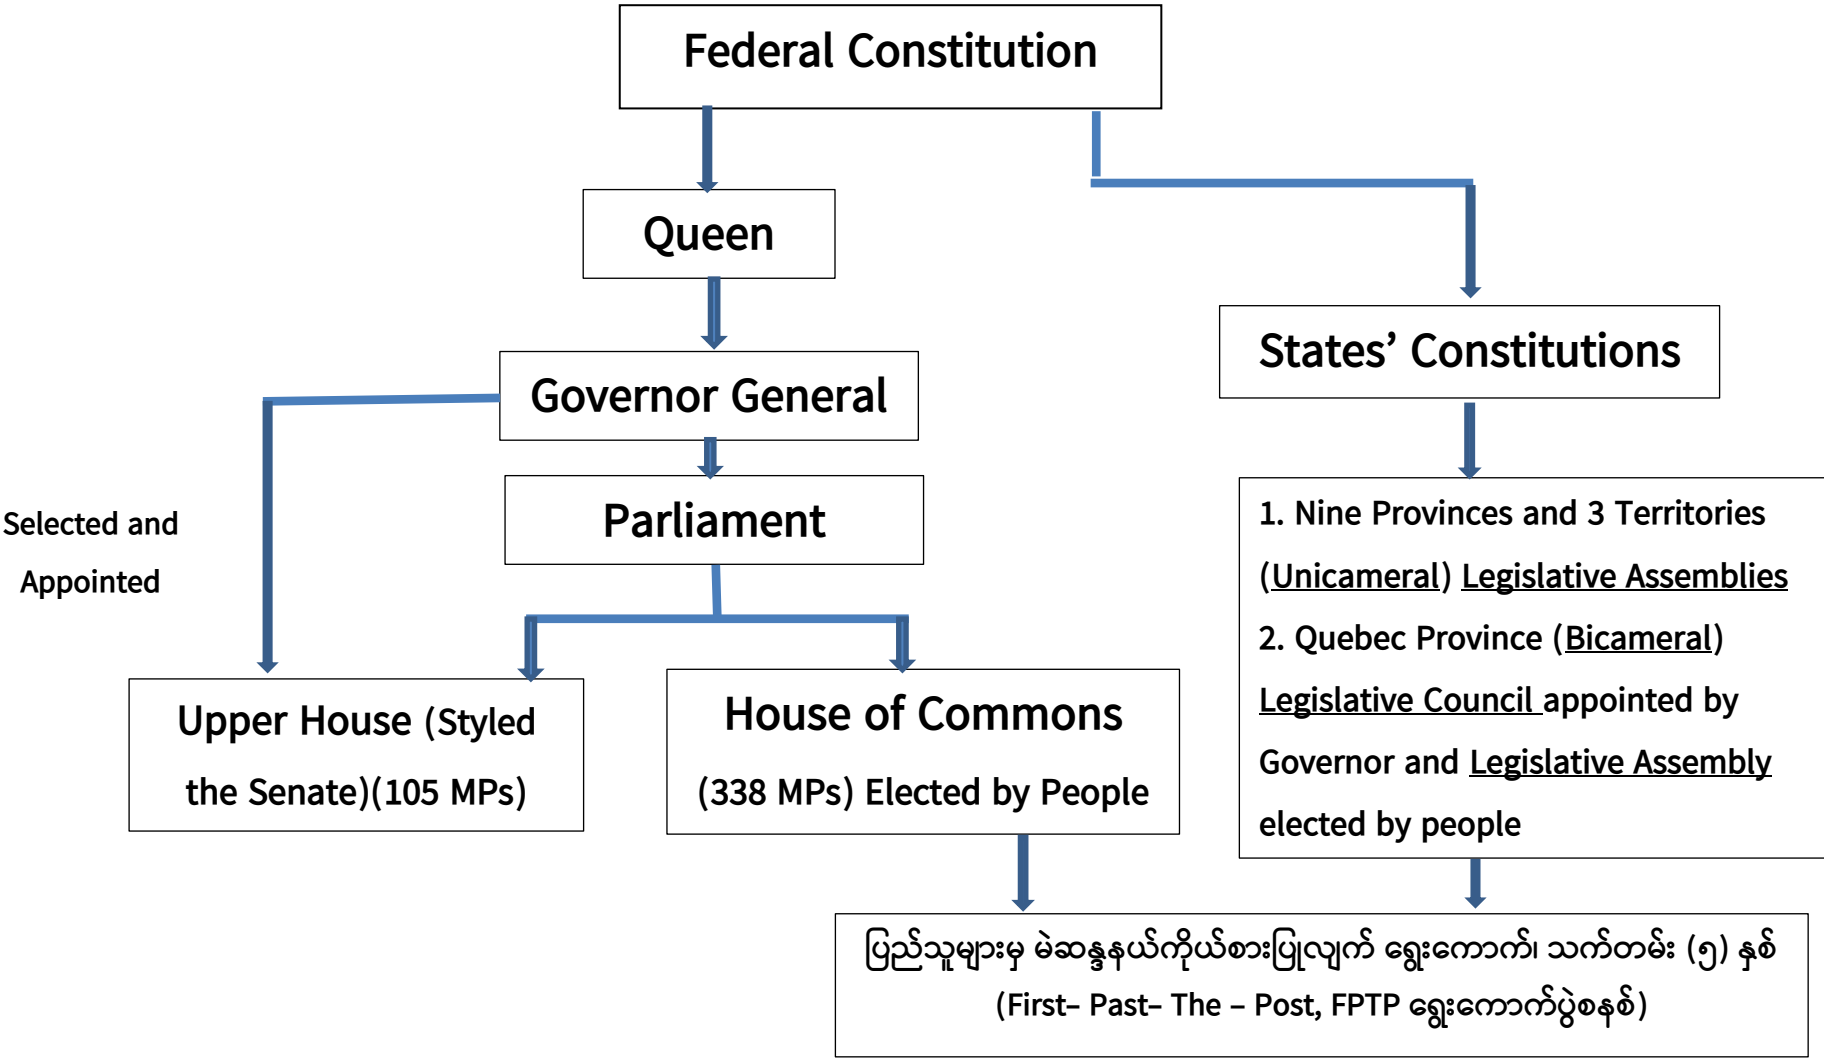 Federal Constitution
Queen
Governor General
Parliament
Selected and
Appointed
Upper House (Styled
the Senate)(105 MPs)
House of Commons
(338 MPs) Elected by People
States’ Constitutions
1. Nine Provinces and 3 Territories
(Unicameral) Legislative Assemblies
2. Quebec Province (Bicameral)
Legislative Council appointed by
Governor and Legislative Assembly
elected by people
ပြည်သူများမှ မဲဆန္ဒနယ်ကိုယ်စားပြုလျက် ရွေးကောက်၊ သက်တမ်း (၅) နှစ်
(First– Past– The – Post, FPTP ရွေးကောက်ပွဲစနစ်)